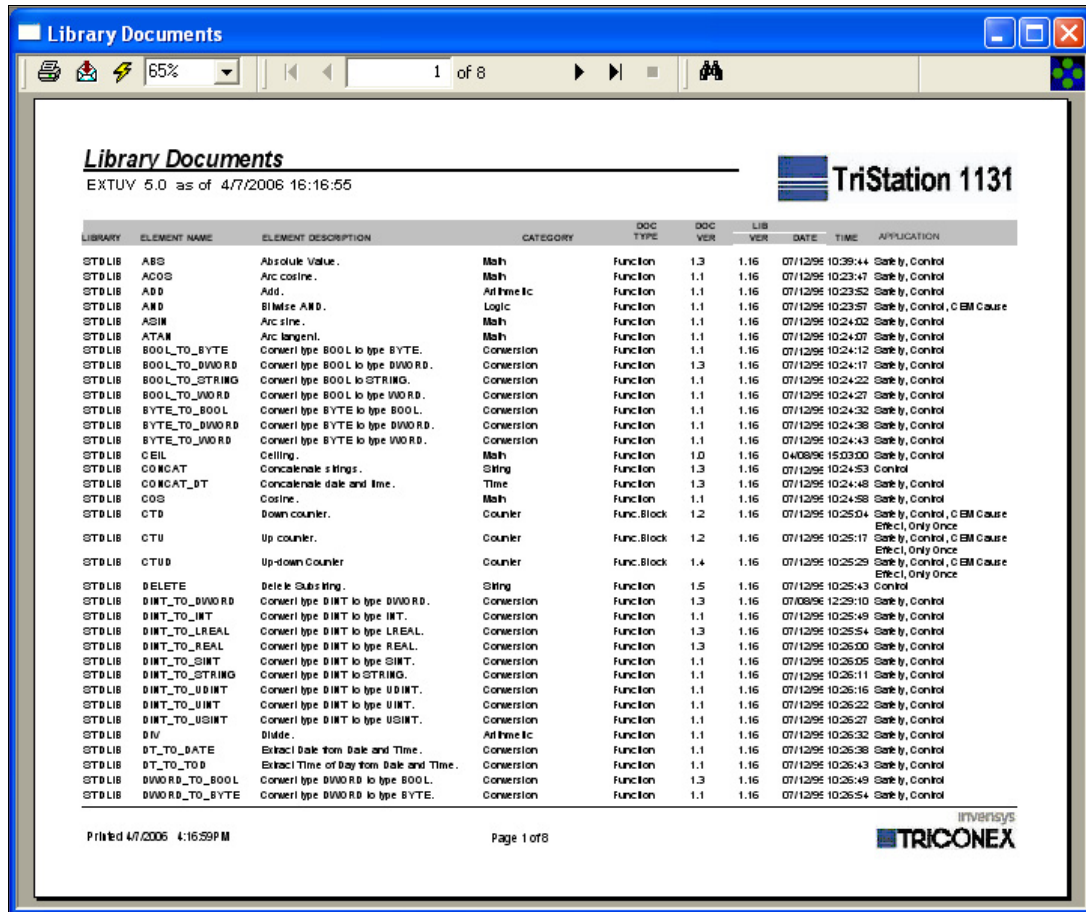 Library Documents
65% 1 of 8
Library Documents
EXTUV 5.0 as of 4/7/2006 16:16:55
TriStation 1131
LIBRARY ELEMENT NAME ELEMENT DESCRIPTION CATEGORY DOC TYPE DOC VER LIB VER DATE TIME APPLICATION
STDLIB ABS Absolute Value. Math Function 1.3 1.16 07/12/95 10:39:44 Safety, Control
STDLIB ACOS Arc cosine. Math Function 1.1 1.16 07/12/95 10:23:47 Safety, Control
STDLIB ADD Add. Arithmetic Function 1.1 1.16 07/12/95 10:23:52 Safety, Control
STDLIB AND Bitwise AND. Logic Function 1.1 1.16 07/12/95 10:23:57 Safety, Control, CEM Cause
STDLIB ASIN Arc sine. Math Function 1.1 1.16 07/12/95 10:24:02 Safety, Control
STDLIB ATAN Arc tangent. Math Function 1.1 1.16 07/12/95 10:24:07 Safety, Control
STDLIB BOOL_TO_BYTE Convert type BOOL to type BYTE. Conversion Function 1.1 1.16 07/12/95 10:24:12 Safety, Control
STDLIB BOOL_TO_DWORD Convert type BOOL to type DWORD. Conversion Function 1.3 1.16 07/12/95 10:24:17 Safety, Control
STDLIB BOOL_TO_STRING Convert type BOOL to STRING. Conversion Function 1.1 1.16 07/12/95 10:24:22 Safety, Control
STDLIB BOOL_TO_WORD Convert type BOOL to type WORD. Conversion Function 1.1 1.16 07/12/95 10:24:27 Safety, Control
STDLIB BYTE_TO_BOOL Convert type BYTE to type BOOL. Conversion Function 1.1 1.16 07/12/95 10:24:32 Safety, Control
STDLIB BYTE_TO_DWORD Convert type BYTE to type DWORD. Conversion Function 1.1 1.16 07/12/95 10:24:38 Safety, Control
STDLIB BYTE_TO_WORD Convert type BYTE to type WORD. Conversion Function 1.1 1.16 07/12/95 10:24:43 Safety, Control
STDLIB CEIL Ceiling. Math Function 1.0 1.16 04/08/96 15:03:00 Safety, Control
STDLIB CONCAT Concatenate strings. String Function 1.3 1.16 07/12/95 10:24:53 Control
STDLIB CONCAT_DT Concatenate date and time. Time Function 1.3 1.16 07/12/95 10:24:48 Safety, Control
STDLIB COS Cosine. Math Function 1.1 1.16 07/12/95 10:24:58 Safety, Control
STDLIB CTD Down counter. Counter Func.Block 1.2 1.16 07/12/95 10:25:04 Safety, Control, CEM Cause
Effect, Only Once
STDLIB CTU Up counter. Counter Func.Block 1.2 1.16 07/12/95 10:25:17 Safety, Control, CEM Cause
Effect, Only Once
STDLIB CTUD Up-down Counter Counter Func.Block 1.4 1.16 07/12/95 10:25:29 Safety, Control, CEM Cause
Effect, Only Once
STDLIB DELETE Delete Substring. String Function 1.5 1.16 07/12/95 10:25:43 Control
STDLIB DINT_TO_DWORD Convert type DINT to type DWORD. Conversion Function 1.3 1.16 07/08/96 12:29:10 Safety, Control
STDLIB DINT_TO_INT Convert type DINT to type INT. Conversion Function 1.1 1.16 07/12/95 10:25:49 Safety, Control
STDLIB DINT_TO_LREAL Convert type DINT to type LREAL. Conversion Function 1.3 1.16 07/12/95 10:25:54 Safety, Control
STDLIB DINT_TO_REAL Convert type DINT to type REAL. Conversion Function 1.3 1.16 07/12/95 10:26:00 Safety, Control
STDLIB DINT_TO_SINT Convert type DINT to type SINT. Conversion Function 1.1 1.16 07/12/95 10:26:05 Safety, Control
STDLIB DINT_TO_STRING Convert type DINT to STRING. Conversion Function 1.1 1.16 07/12/95 10:26:11 Safety, Control
STDLIB DINT_TO_UDINT Convert type DINT to type UDINT. Conversion Function 1.1 1.16 07/12/95 10:26:16 Safety, Control
STDLIB DINT_TO_UINT Convert type DINT to type UINT. Conversion Function 1.1 1.16 07/12/95 10:26:22 Safety, Control
STDLIB DINT_TO_USINT Convert type DINT to type USINT. Conversion Function 1.1 1.16 07/12/95 10:26:27 Safety, Control
STDLIB DIV Divide. Arithmetic Function 1.1 1.16 07/12/95 10:26:32 Safety, Control
STDLIB DT_TO_DATE Extract Date from Date and Time. Conversion Function 1.1 1.16 07/12/95 10:26:38 Safety, Control
STDLIB DT_TO_TOD Extract Time of Day from Date and Time. Conversion Function 1.1 1.16 07/12/95 10:26:43 Safety, Control
STDLIB DWORD_TO_BOOL Convert type DWORD to type BOOL. Conversion Function 1.3 1.16 07/12/95 10:26:49 Safety, Control
STDLIB DWORD_TO_BYTE Convert type DWORD to type BYTE. Conversion Function 1.1 1.16 07/12/95 10:26:54 Safety, Control
Printed 4/7/2006 4:16:59PM Page 1 of 8
invensys
TRICONEX